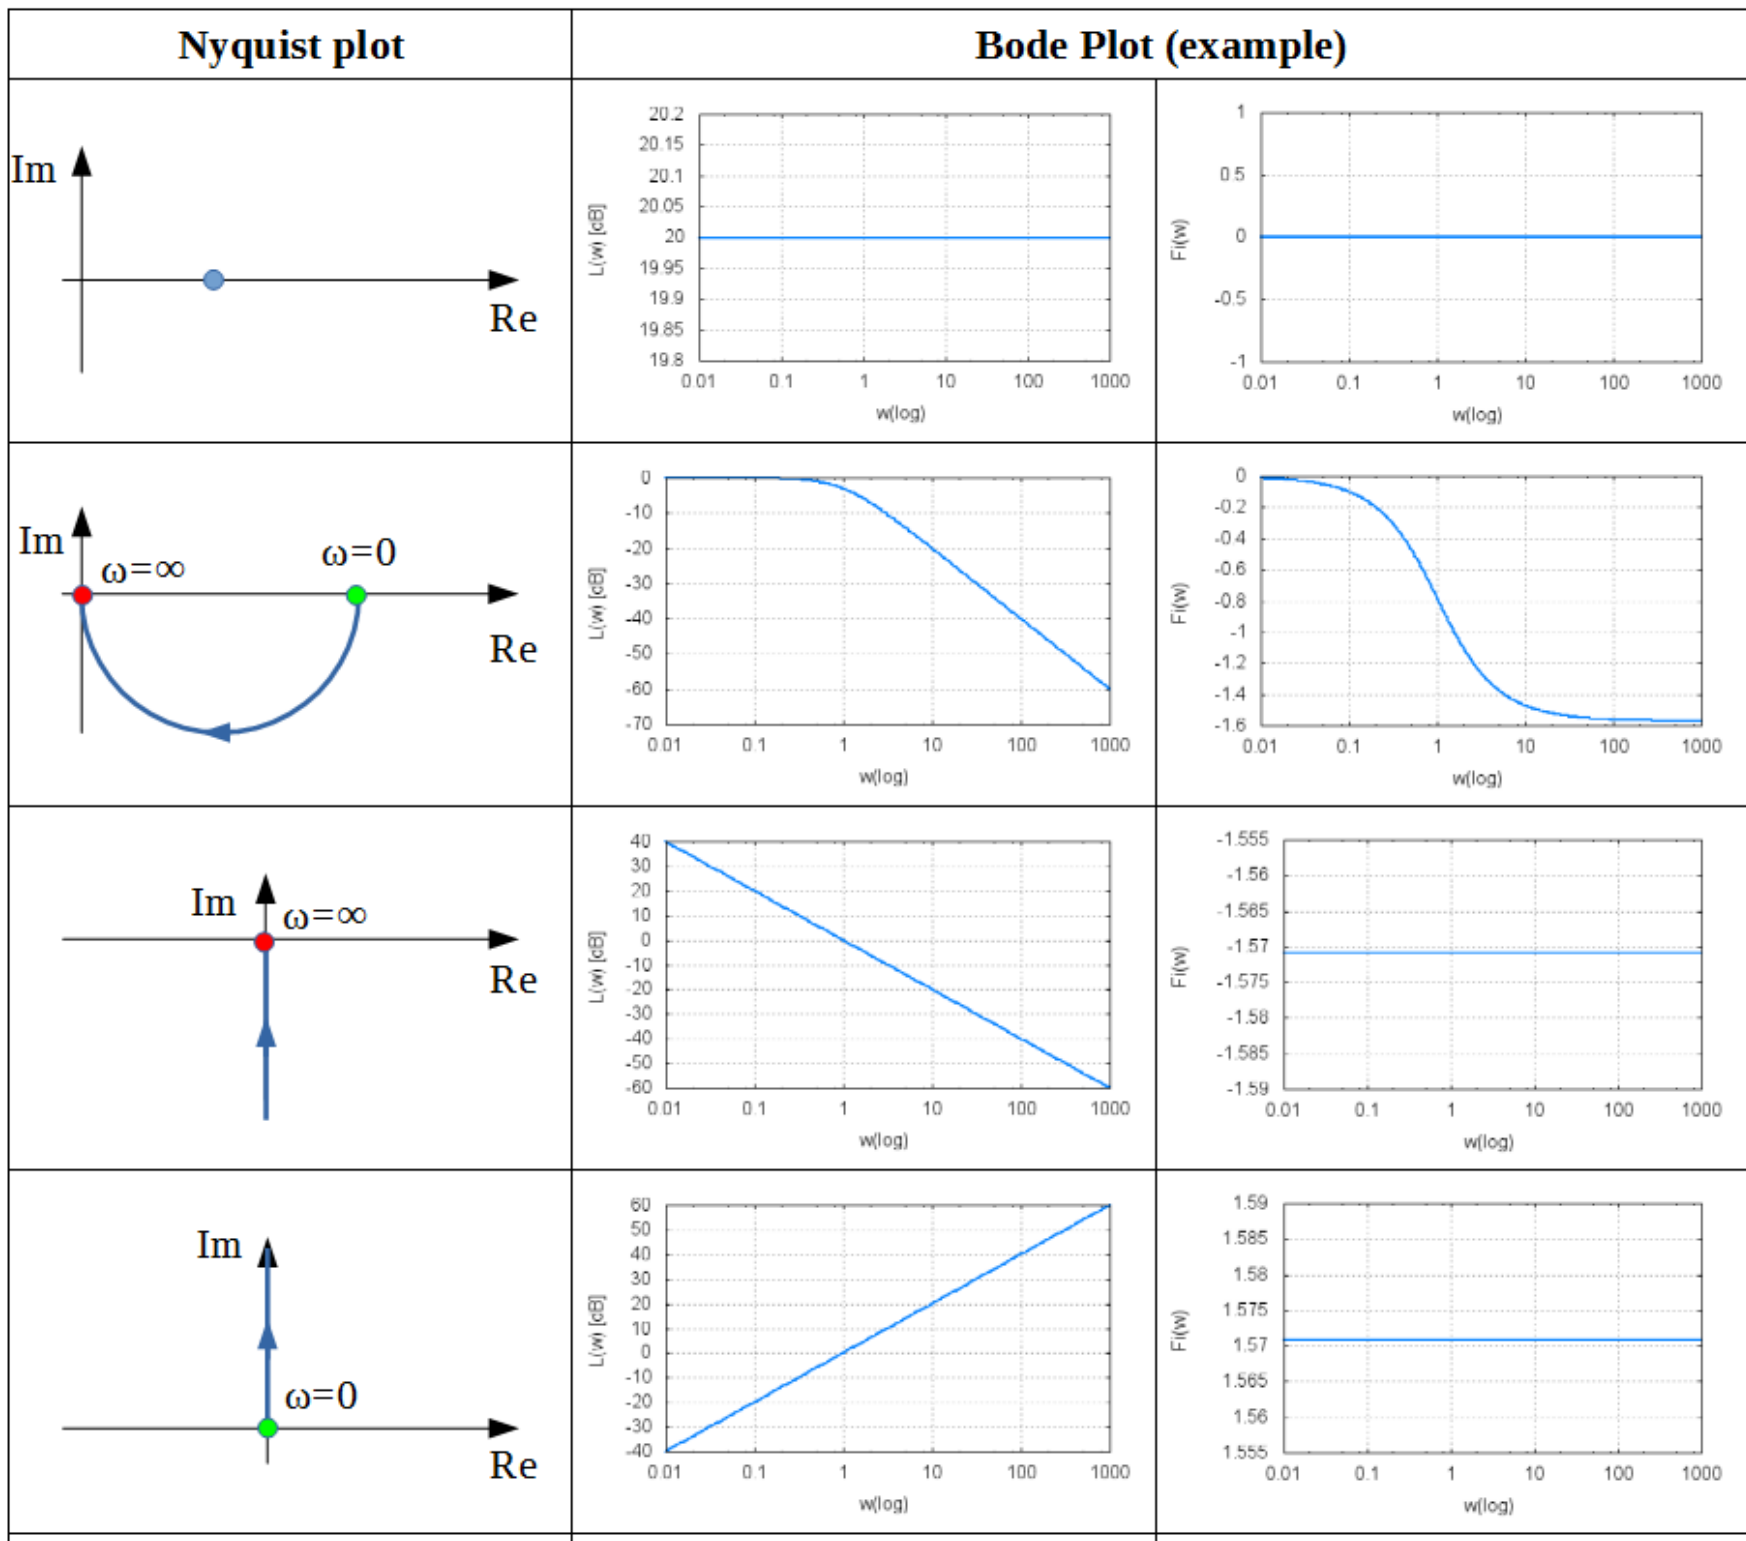 Nyquist plot
Bode Plot (example)
Im
Re
L(w) [dB]
20.2
20.15
20.1
20.05
20
19.95
19.9
19.85
19.8
0.01 0.1 1 10 100 1000
w(log)
Fi(w)
1
0.5
0
-0.5
-1
0.01 0.1 1 10 100 1000
w(log)
Im
ω=∞
ω=0
Re
L(w) [dB]
0
-10
-20
-30
-40
-50
-60
-70
0.01 0.1 1 10 100 1000
w(log)
Fi(w)
0
-0.2
-0.4
-0.6
-0.8
-1
-1.2
-1.4
-1.6
0.01 0.1 1 10 100 1000
w(log)
Im
ω=∞
Re
L(w) [dB]
40
30
20
10
0
-10
-20
-30
-40
-50
-60
0.01 0.1 1 10 100 1000
w(log)
Fi(w)
-1.555
-1.56
-1.565
-1.57
-1.575
-1.58
-1.585
-1.59
0.01 0.1 1 10 100 1000
w(log)
Im
ω=0
Re
L(w) [dB]
60
50
40
30
20
10
0
-10
-20
-30
-40
0.01 0.1 1 10 100 1000
w(log)
Fi(w)
1.59
1.585
1.58
1.575
1.57
1.565
1.56
1.555
0.01 0.1 1 10 100 1000
w(log)